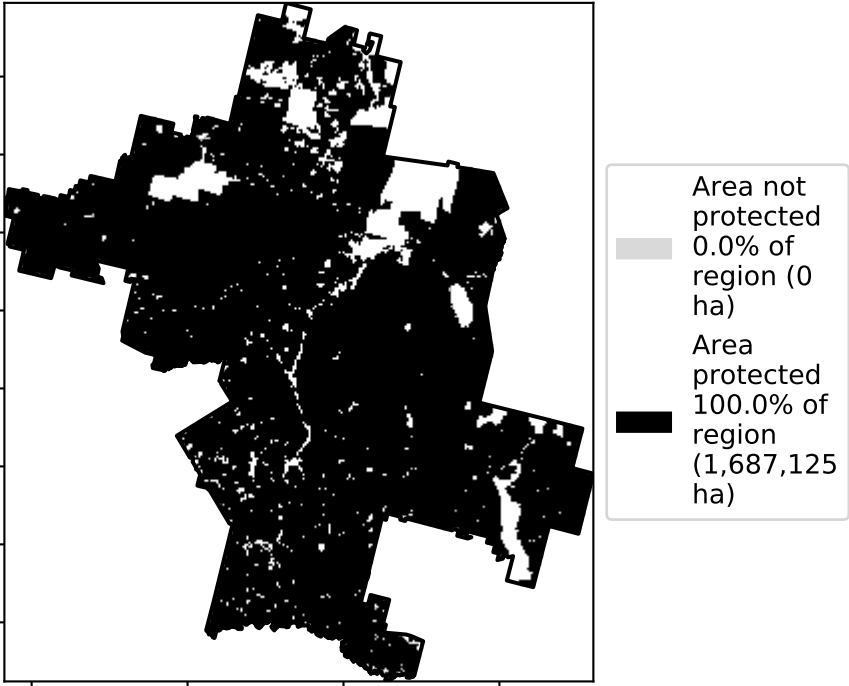 Area not
protected
0.0% of
region (0
ha)
Area
protected
100.0% of
region
(1,687,125
ha)